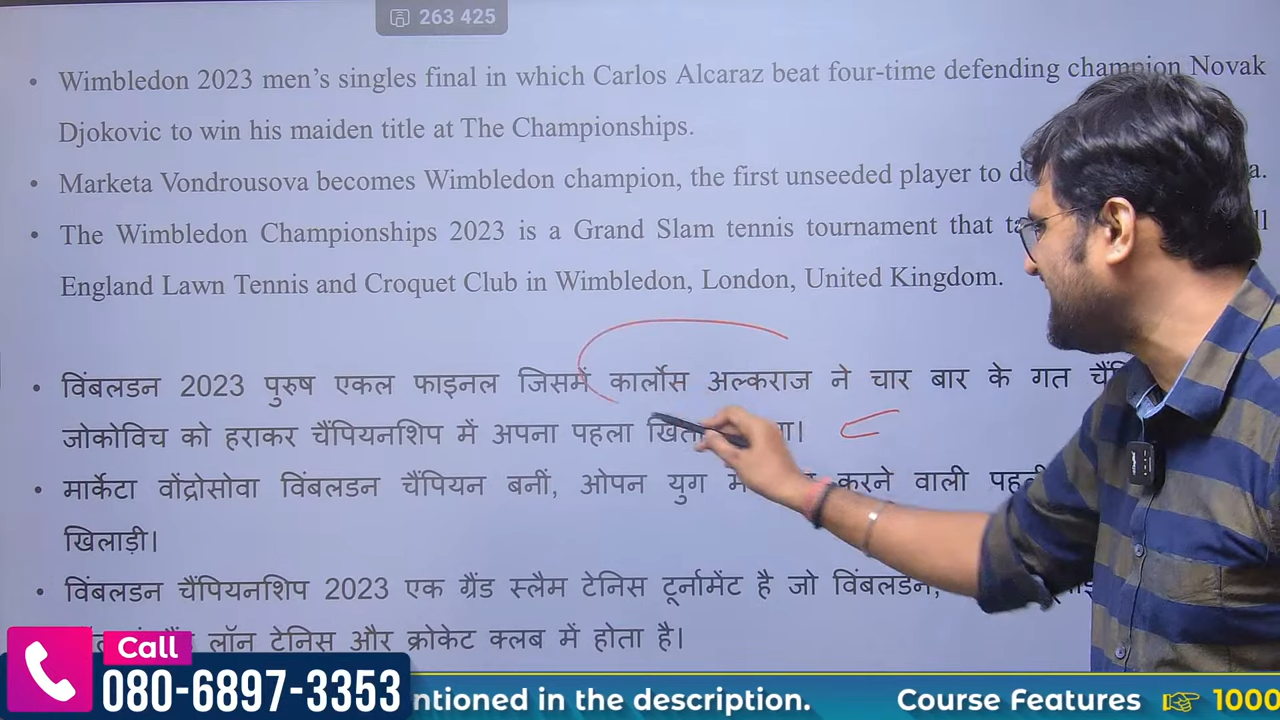 263 425
• Wimbledon 2023 men's singles final in which Carlos Alcaraz beat four-time defending champion Novak
Djokovic to win his maiden title at The Championships.
• Marketa Vondrousova becomes Wimbledon champion, the first unseeded player to
• The Wimbledon Championships 2023 is a Grand Slam tennis tournament that
England Lawn Tennis and Croquet Club in Wimbledon, London, United Kingdom.
• विंबलडन 2023 पुरुष एकल फाइनल जिसमें कार्लोस अल्कराज ने चार बार के गत
जोकोविच को हराकर चैंपियनशिप में अपना पहला
• मार्केटा वोंद्रोसोवा विंबलडन चैंपियन बनीं, ओपन युग करने वाली
खिलाड़ी।
• विंबलडन चैंपियनशिप 2023 एक ग्रैंड स्लैम टेनिस टूर्नामेंट है जो विंबलडन,
लॉन टेनिस और क्रोकेट क्लब में होता है।
Call
080-6897-3353
in the description. Course Features 1000